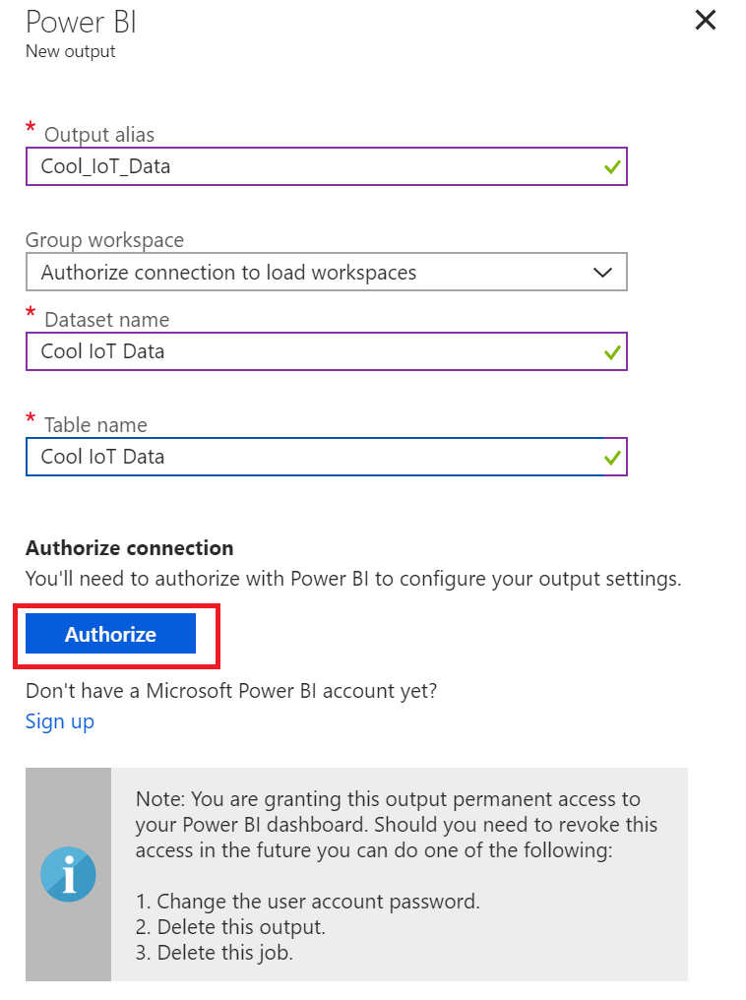 Power BI
New output
* Output alias
Cool_IoT_Data
Group workspace
Authorize connection to load workspaces
* Dataset name
Cool IoT Data
* Table name
Cool IoT Data
Authorize connection
You'll need to authorize with Power BI to configure your output settings.
Authorize
Don't have a Microsoft Power BI account yet?
Sign up
Note: You are granting this output permanent access to
your Power BI dashboard. Should you need to revoke this
access in the future you can do one of the following:
1. Change the user account password.
2. Delete this output.
3. Delete this job.